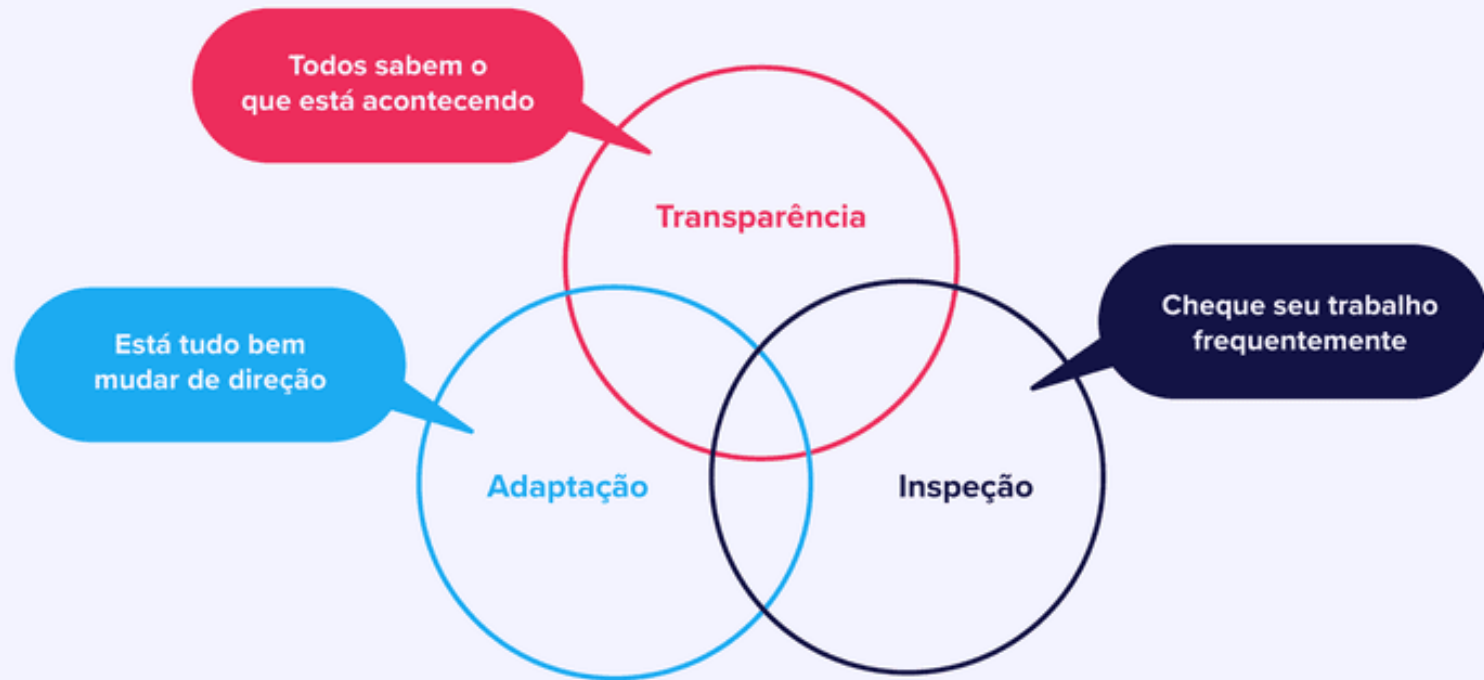 Todos sabem o
que está acontecendo
Transparência
Cheque seu trabalho
frequentemente
Está tudo bem
mudar de direção
Adaptação
Inspeção